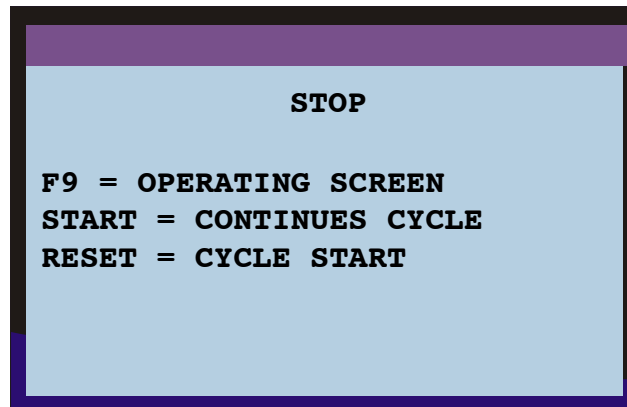 STOP
F9 = OPERATING SCREEN
START = CONTINUES CYCLE
RESET = CYCLE START